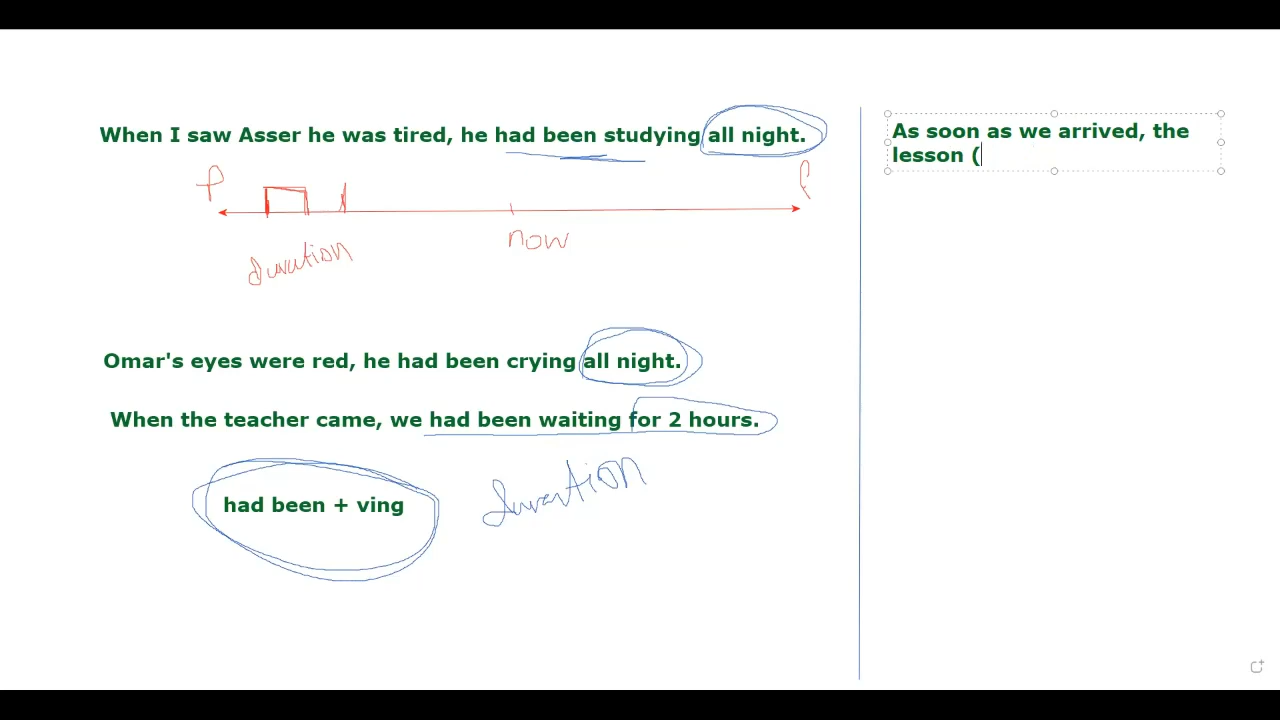 When I saw Asser he was tired, he had been studying all night.
P
f
now
duration
Omar's eyes were red, he had been crying all night.
When the teacher came, we had been waiting for 2 hours.
had been + ving
duration
As soon as we arrived, the
lesson (